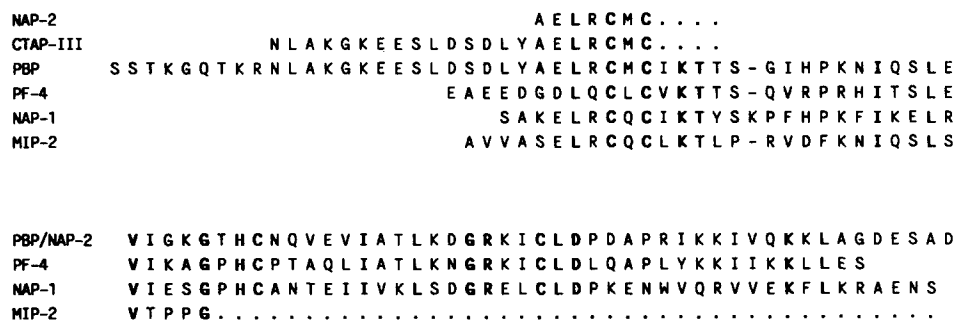 NAP-2 A E L R C M C . . . .
CTAP-III N L A K G K E E S L D S D L Y A E L R C M C . . . .
PBP S S T K G Q T K R N L A K G K E E S L D S D L Y A E L R C M C I K T T S - G I H P K N I Q S L E
PF-4 E A E E D G D L Q C L C V K T T S - Q V R P R H I T S L E
NAP-1 S A K E L R C Q C I K T Y S K P F H P K F I K E L R
MIP-2 A V V A S E L R C Q C L K T L P - R V D F K N I Q S L S
PBP/NAP-2 V I G K G T H C N Q V E V I A T L K D G R K I C L D P D A P R I K K I V Q K K L A G D E S A D
PF-4 V I K A G P H C P T A Q L I A T L K N G R K I C L D L Q A P L Y K K I I K K L L E S
NAP-1 V I E S G P H C A N T E I I V K L S D G R E L C L D P K E N W V Q R V V E K F L K R A E N S
MIP-2 V T P P G . . . . . . . . . . . . . . . . . . . . . . . . . . . . . . . . . . . . . . . . .